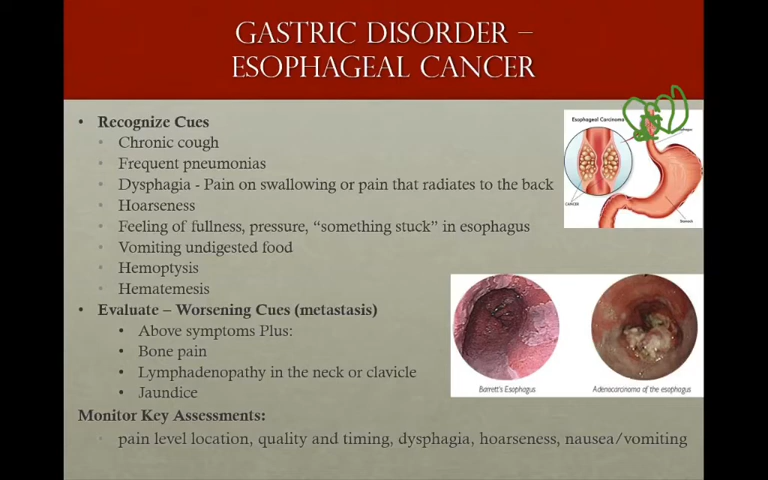 GASTRIC DISORDER –
ESOPHAGEAL CANCER
• Recognize Cues
• Chronic cough
• Frequent pneumonias
• Dysphagia - Pain on swallowing or pain that radiates to the back
• Hoarseness
• Feeling of fullness, pressure, “something stuck” in esophagus
• Vomiting undigested food
• Hemoptysis
• Hematemesis
• Evaluate – Worsening Cues (metastasis)
• Above symptoms Plus:
• Bone pain
• Lymphadenopathy in the neck or clavicle
• Jaundice
Monitor Key Assessments:
• pain level location, quality and timing, dysphagia, hoarseness, nausea/vomiting
Esophageal Carcinoma
CANCER
Stomach
Barrett's Esophagus
Adenocarcinoma of the esophagus